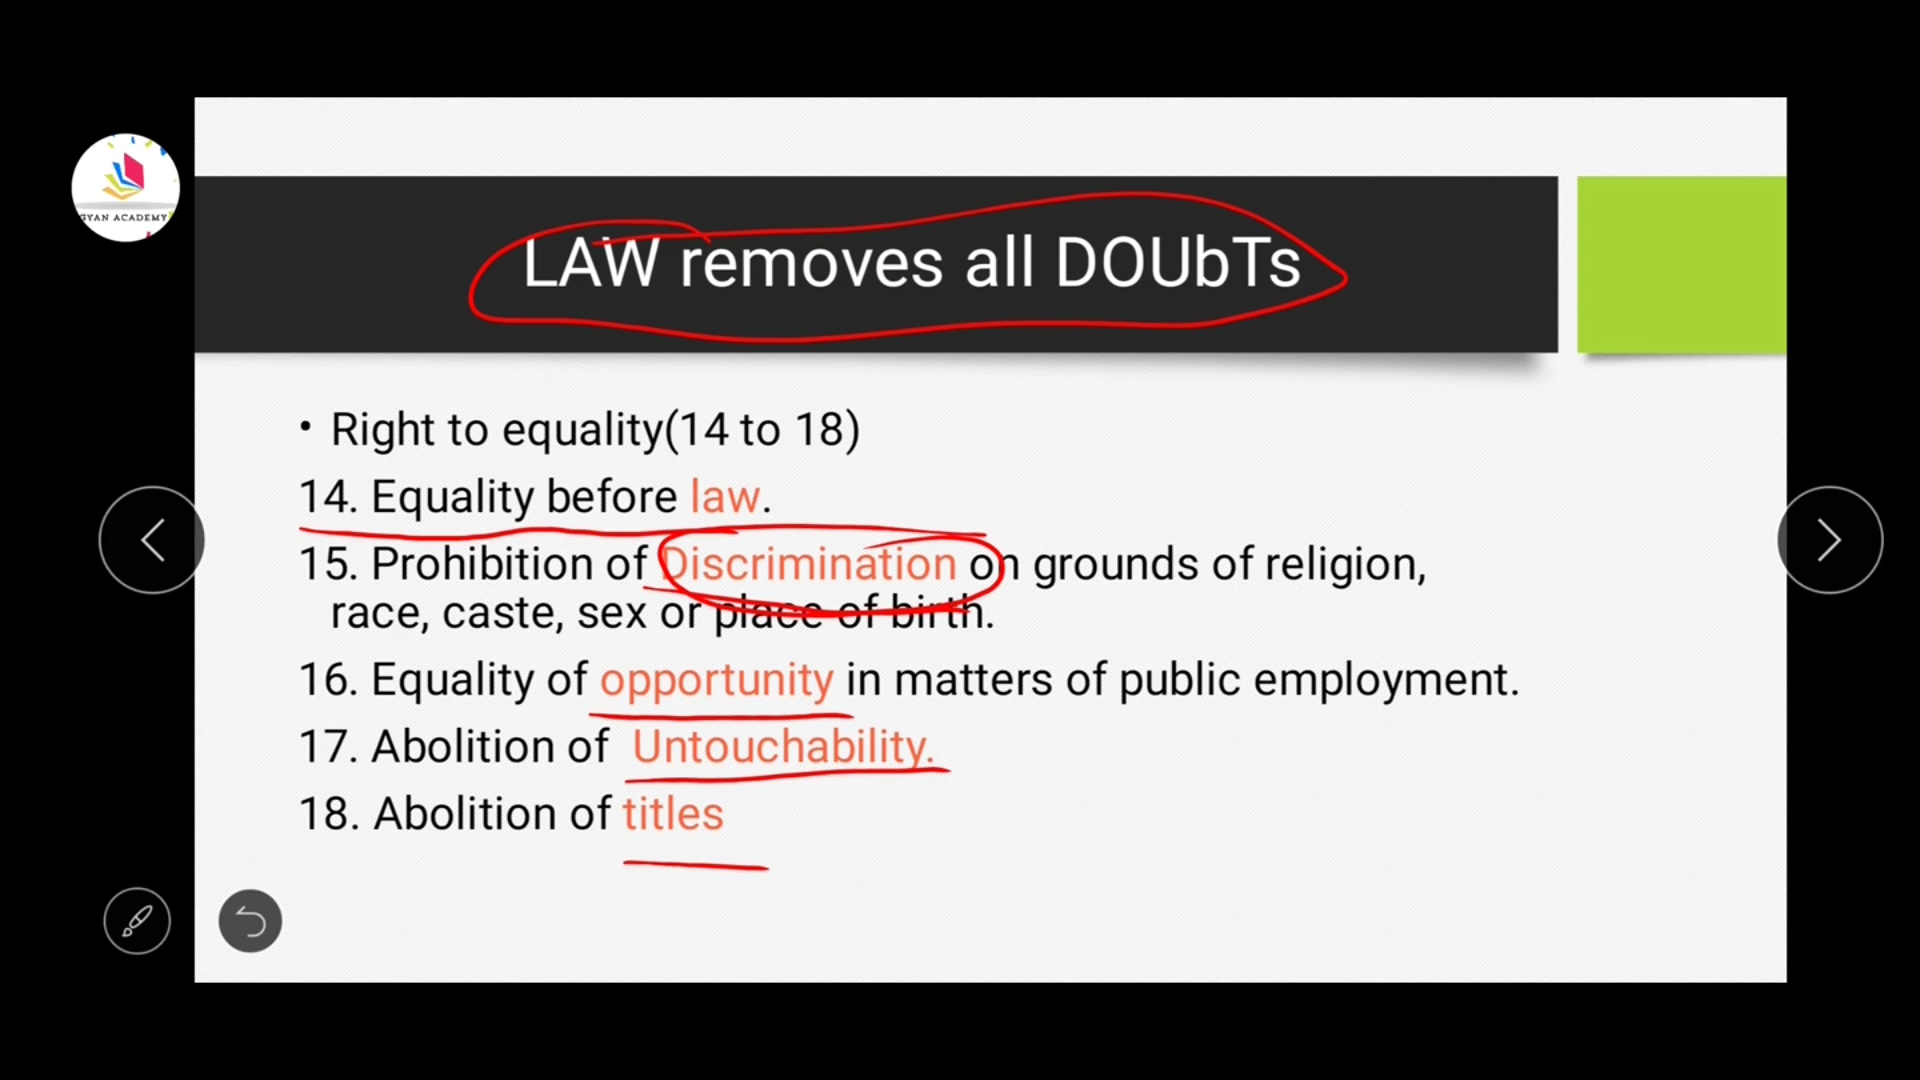 GYAN ACADEMY
LAW removes all DOUbTs
• Right to equality(14 to 18)
14. Equality before law.
15. Prohibition of Discrimination on grounds of religion,
race, caste, sex or place of birth.
16. Equality of opportunity in matters of public employment.
17. Abolition of Untouchability.
18. Abolition of titles